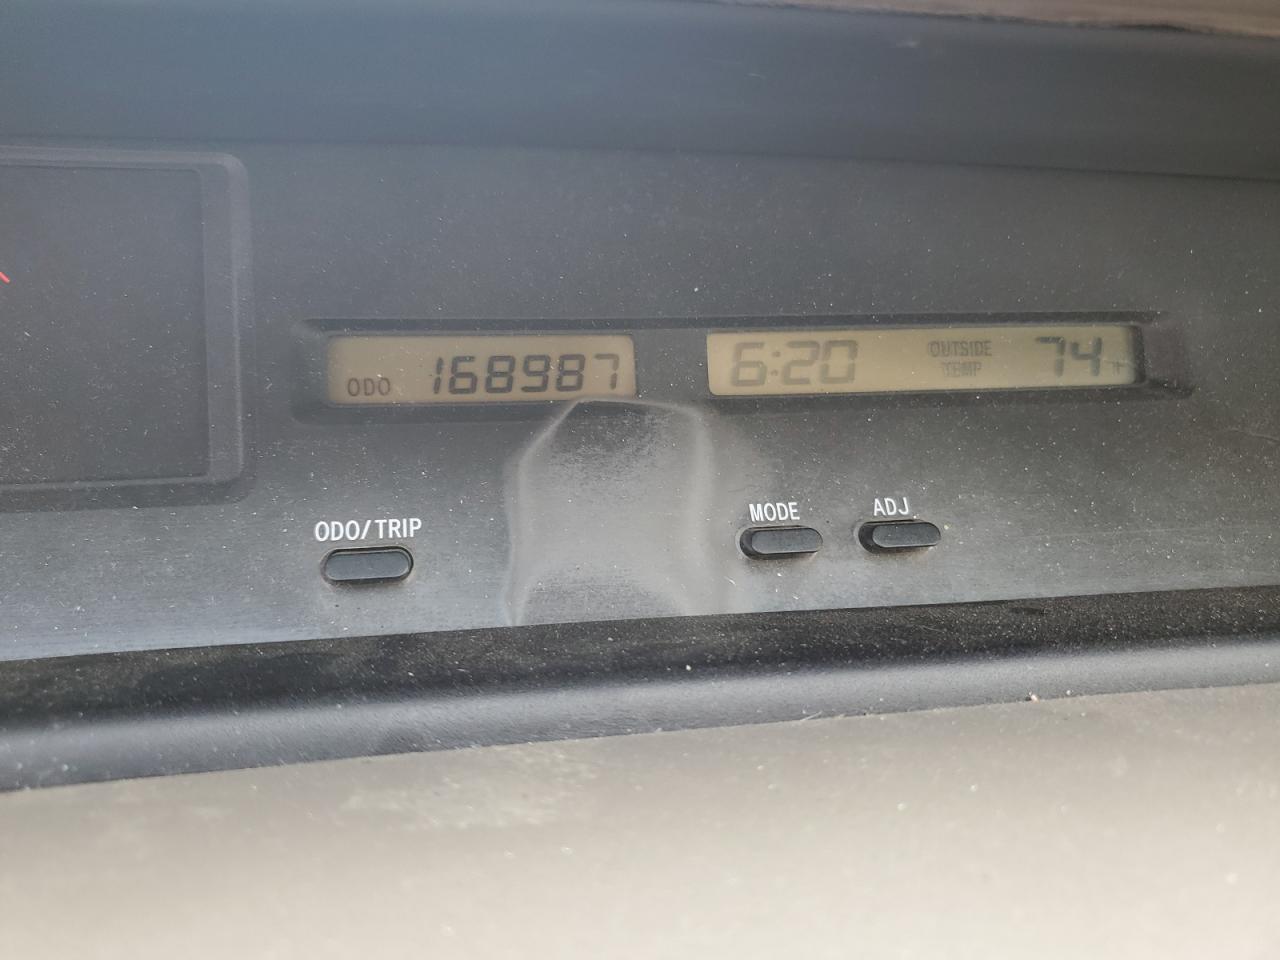 ODO 168987
6:20 OUTSIDE TEMP 74°F
ODO/TRIP
MODE
ADJ